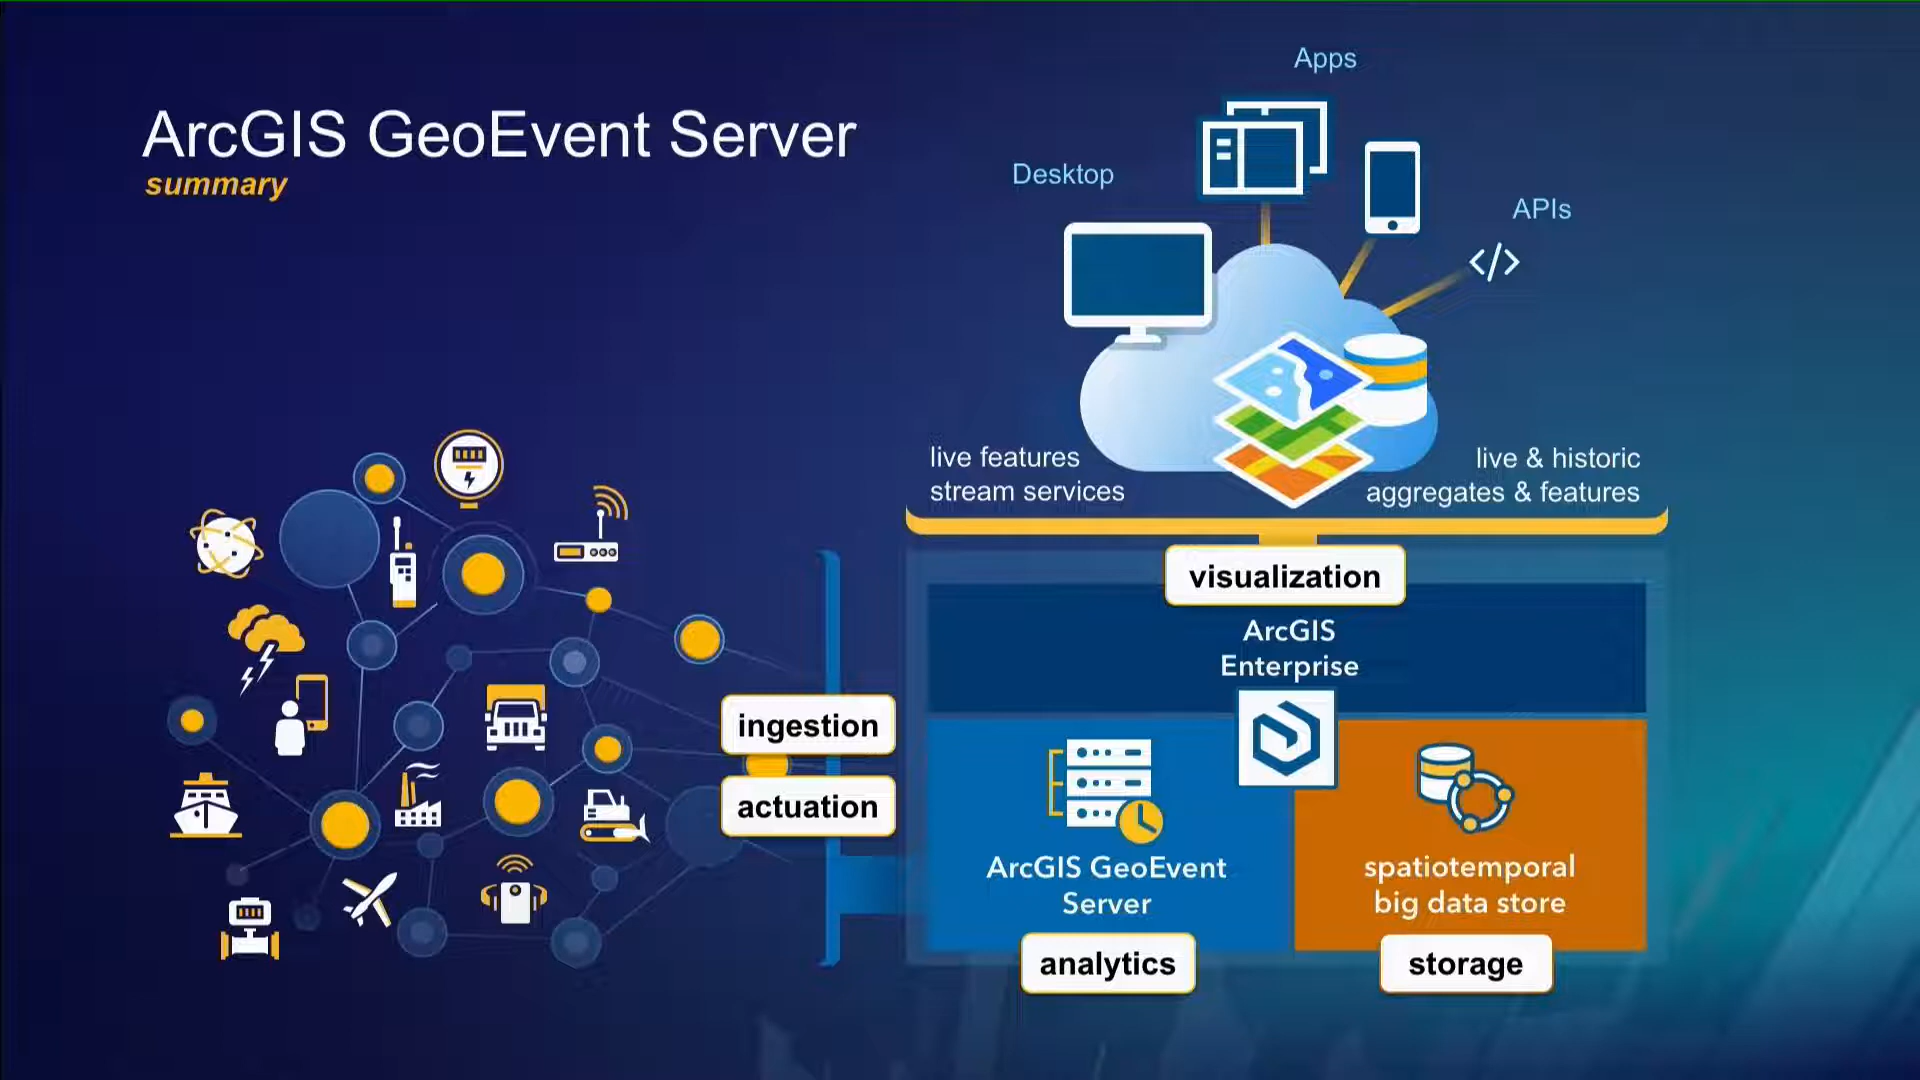 ArcGIS GeoEvent Server
summary
Apps
Desktop
APIs
live features
stream services
live & historic
aggregates & features
visualization
ArcGIS
Enterprise
ingestion
actuation
ArcGIS GeoEvent
Server
spatiotemporal
big data store
analytics
storage